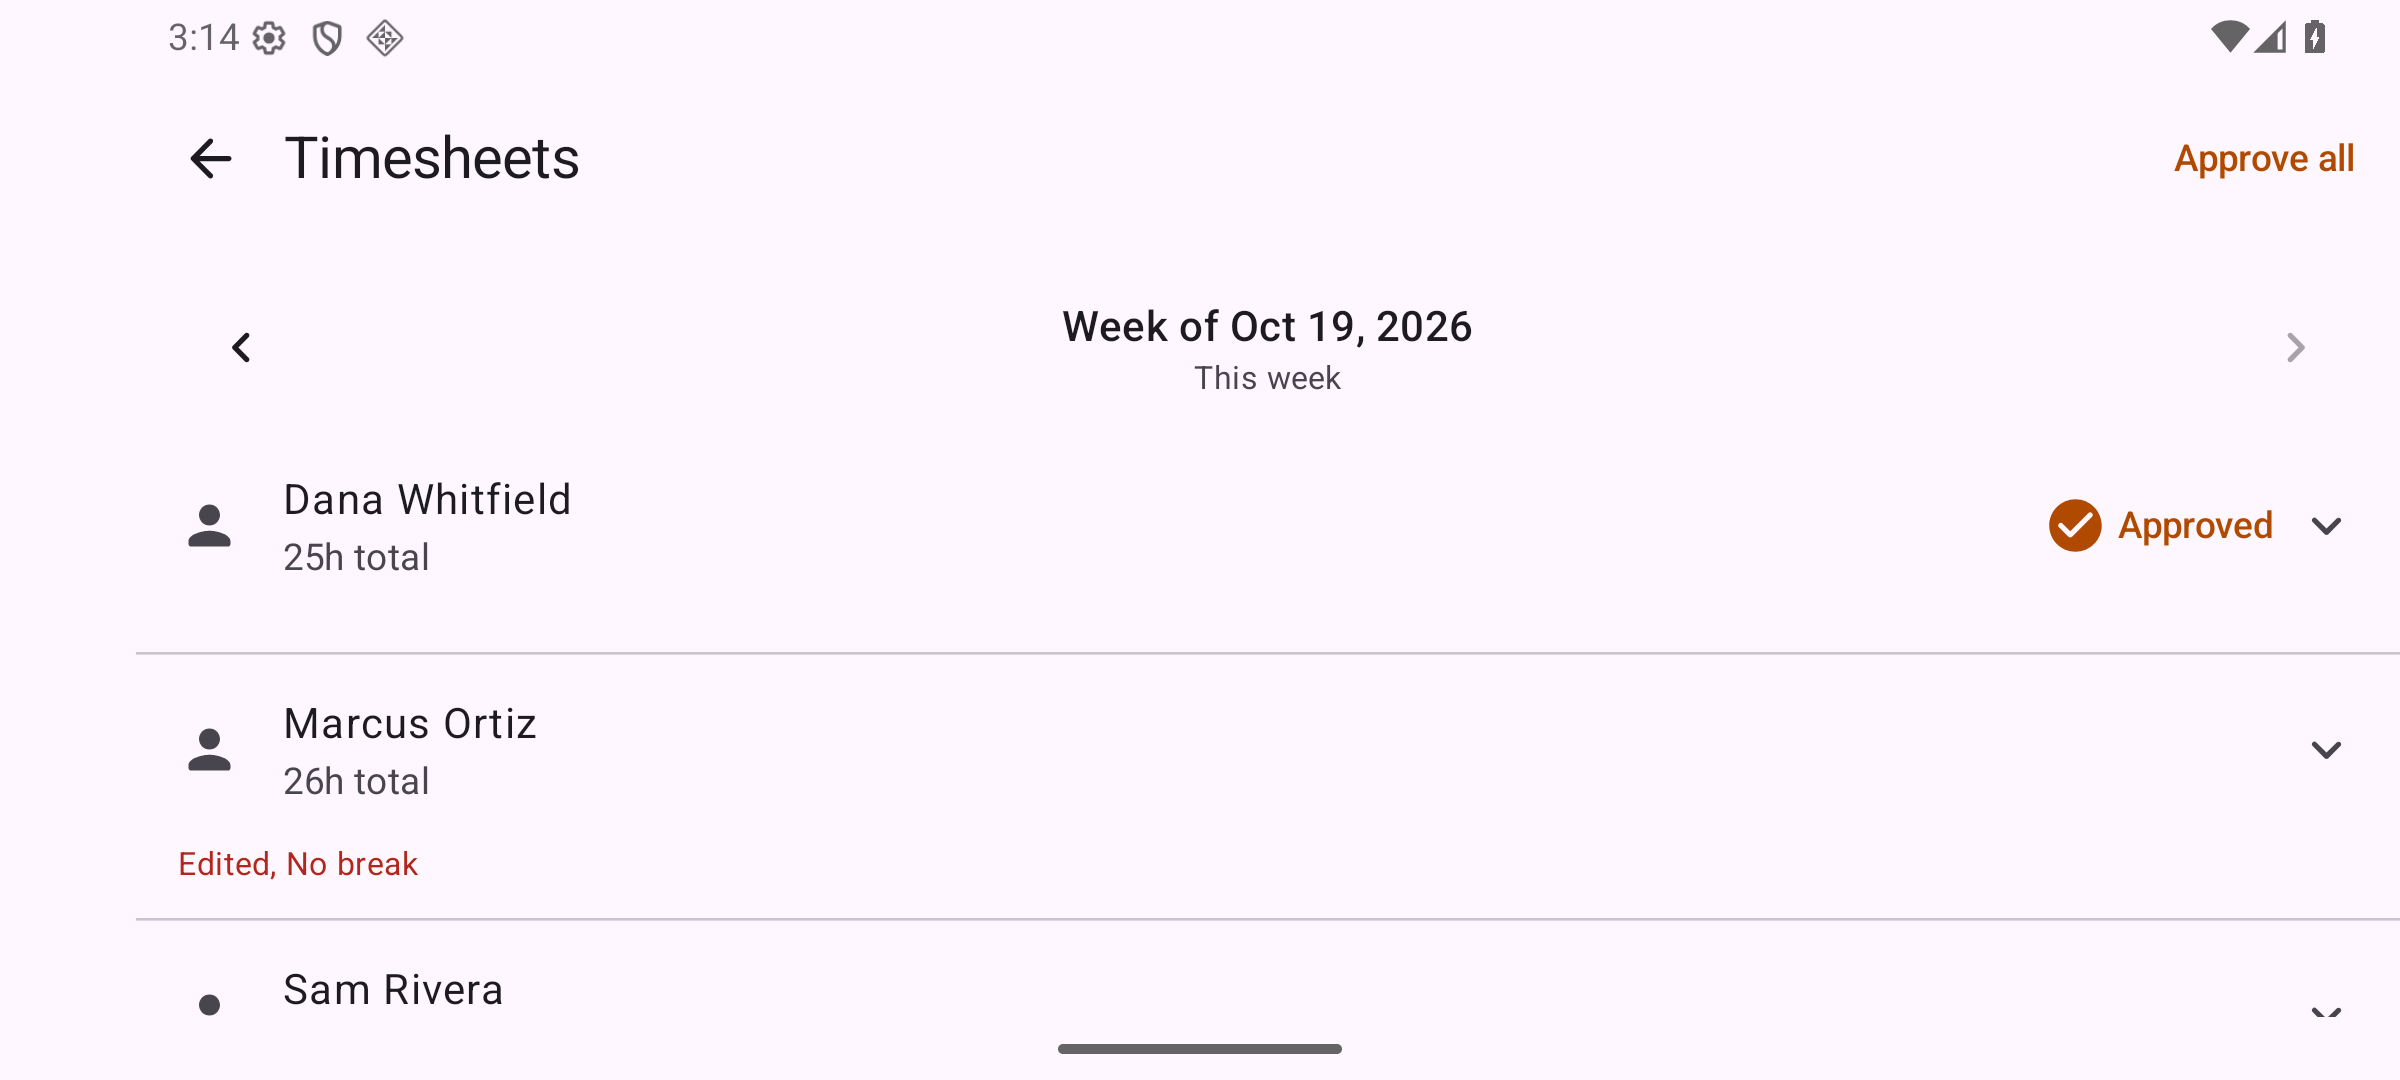 3:14
Timesheets
Approve all
Week of Oct 19, 2026
This week
Dana Whitfield
25h total
Approved
Marcus Ortiz
26h total
Edited, No break
Sam Rivera